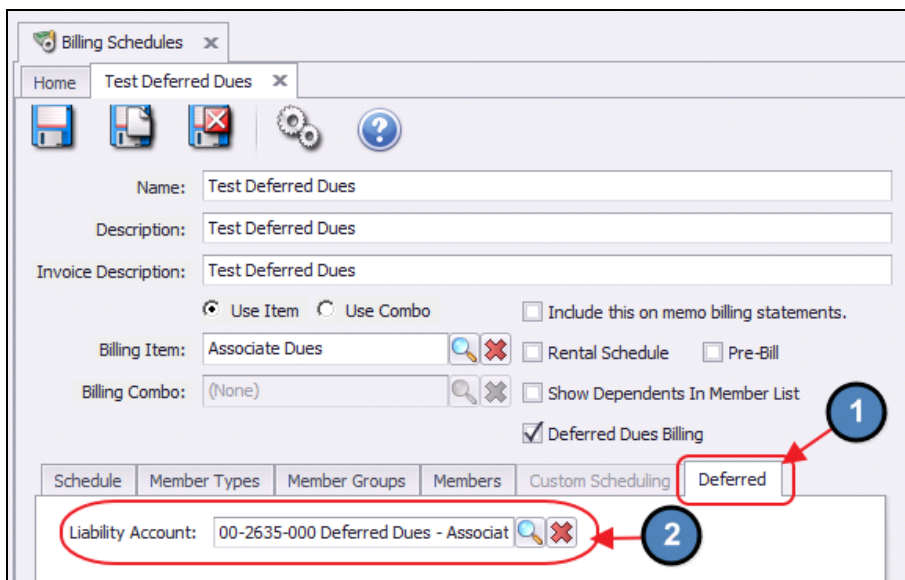 Billing Schedules
Home Test Deferred Dues
Name: Test Deferred Dues
Description: Test Deferred Dues
Invoice Description: Test Deferred Dues
Use Item Use Combo Include this on memo billing statements.
Billing Item: Associate Dues Rental Schedule Pre-Bill
Billing Combo: (None) Show Dependents In Member List
1
Deferred Dues Billing
Schedule Member Types Member Groups Members Custom Scheduling Deferred
Liability Account: 00-2635-000 Deferred Dues - Associat 2